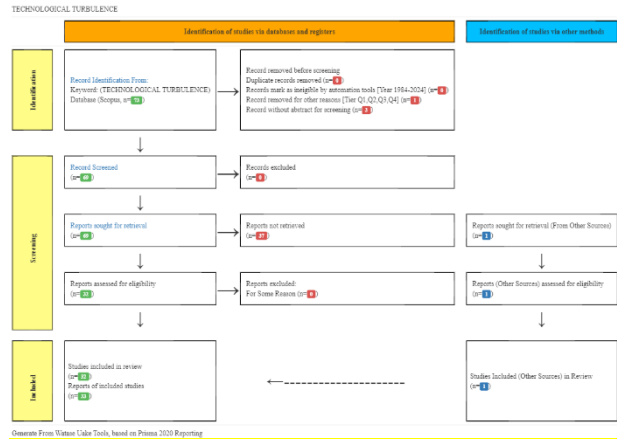 TECHNOLOGICAL TURBULENCE
Identification of studies via databases and registers
Identification of studies via other methods
Identification
Record Identification From:
Keyword: (TECHNOLOGICAL TURBULENCE)
Database (Scopus, n=
Record removed before screening
Duplicate records removed (n=
Records mark as ineligible by automation tools [Year 1984-2024] (n=
Record removed for other reasons [Tier Q1,Q2,Q3,Q4] (n=1)
Record without abstract for screening (n=
Screening
Record Screened
(n=
Records excluded
(n=
Reports sought for retrieval
(n=
Reports not retrieved
(n=
Reports sought for retrieval (From Other Sources)
(n=1)
Reports assessed for eligibility
(n=
Reports excluded:
For Some Reason (n=
Reports (Other Sources) assessed for eligibility
(n=1)
Included
Studies included in review
(n=
Reports of included studies
(n=
Studies Included (Other Sources) in Review
(n=1)
Generate From Watase Uake Tools, based on Prisma 2020 Reporting